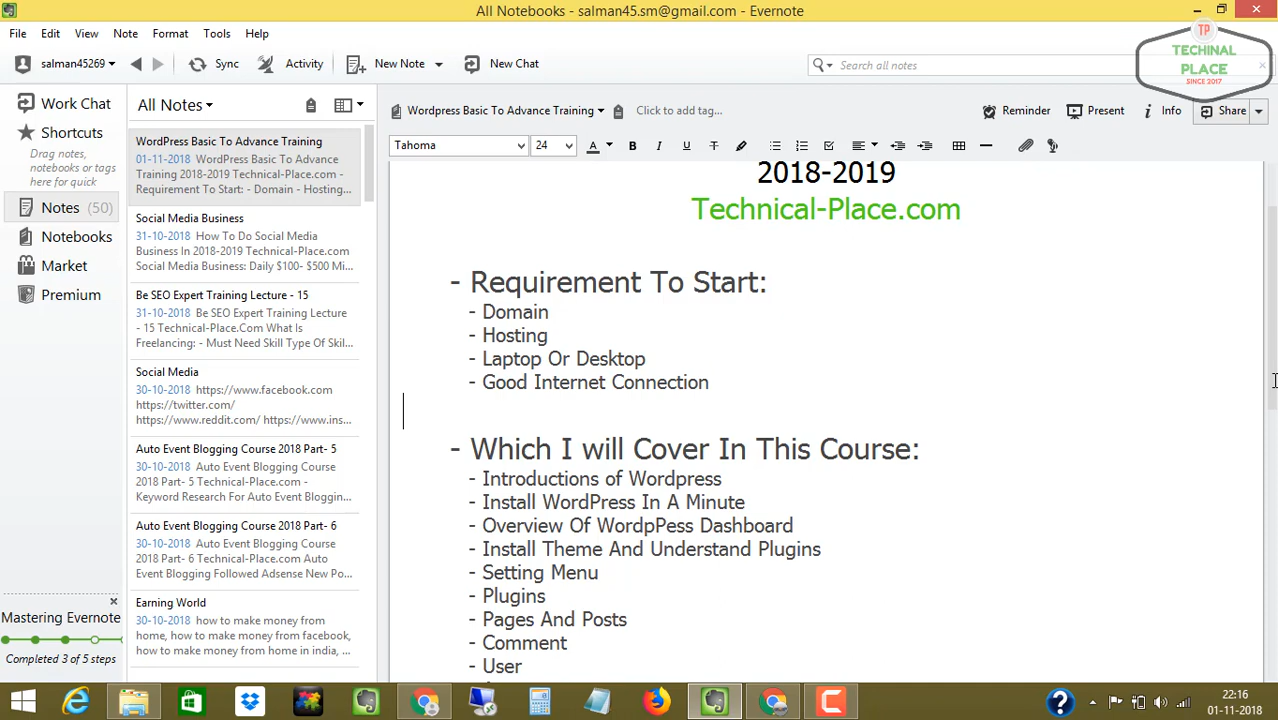 All Notebooks - salman45.sm@gmail.com - Evernote
File Edit View Note Format Tools Help
salman45269 Sync Activity New Note New Chat Search all notes
TP
TECHINAL
PLACE
SINCE 2017
Work Chat
Shortcuts
Drag notes,
notebooks or tags
here for quick
Notes (50)
Notebooks
Market
Premium
Mastering Evernote
Completed 3 of 5 steps
All Notes
WordPress Basic To Advance Training
01-11-2018 WordPress Basic To Advance
Training 2018-2019 Technical-Place.com -
Requirement To Start: - Domain - Hosting...
Social Media Business
31-10-2018 How To Do Social Media
Business In 2018-2019 Technical-Place.com
Social Media Business: Daily $100- $500 Mi...
Be SEO Expert Training Lecture - 15
31-10-2018 Be SEO Expert Training Lecture
- 15 Technical-Place.Com What Is
Freelancing: - Must Need Skill Type Of Skil...
Social Media
30-10-2018 https://www.facebook.com
https://twitter.com/
https://www.reddit.com/ https://www.ins...
Auto Event Blogging Course 2018 Part- 5
30-10-2018 Auto Event Blogging Course
2018 Part- 5 Technical-Place.com -
Keyword Research For Auto Event Bloggin...
Auto Event Blogging Course 2018 Part- 6
30-10-2018 Auto Event Blogging Course
2018 Part- 6 Technical-Place.com Auto
Event Blogging Followed Adsense New Po...
Earning World
30-10-2018 how to make money from
home, how to make money from facebook,
how to make money from home in india, ...
Wordpress Basic To Advance Training Click to add tag... Reminder Present Info Share
Tahoma 24
2018-2019
Technical-Place.com
- Requirement To Start:
- Domain
- Hosting
- Laptop Or Desktop
- Good Internet Connection
- Which I will Cover In This Course:
- Introductions of Wordpress
- Install WordPress In A Minute
- Overview Of WordpPess Dashboard
- Install Theme And Understand Plugins
- Setting Menu
- Plugins
- Pages And Posts
- Comment
- User
22:16
01-11-2018